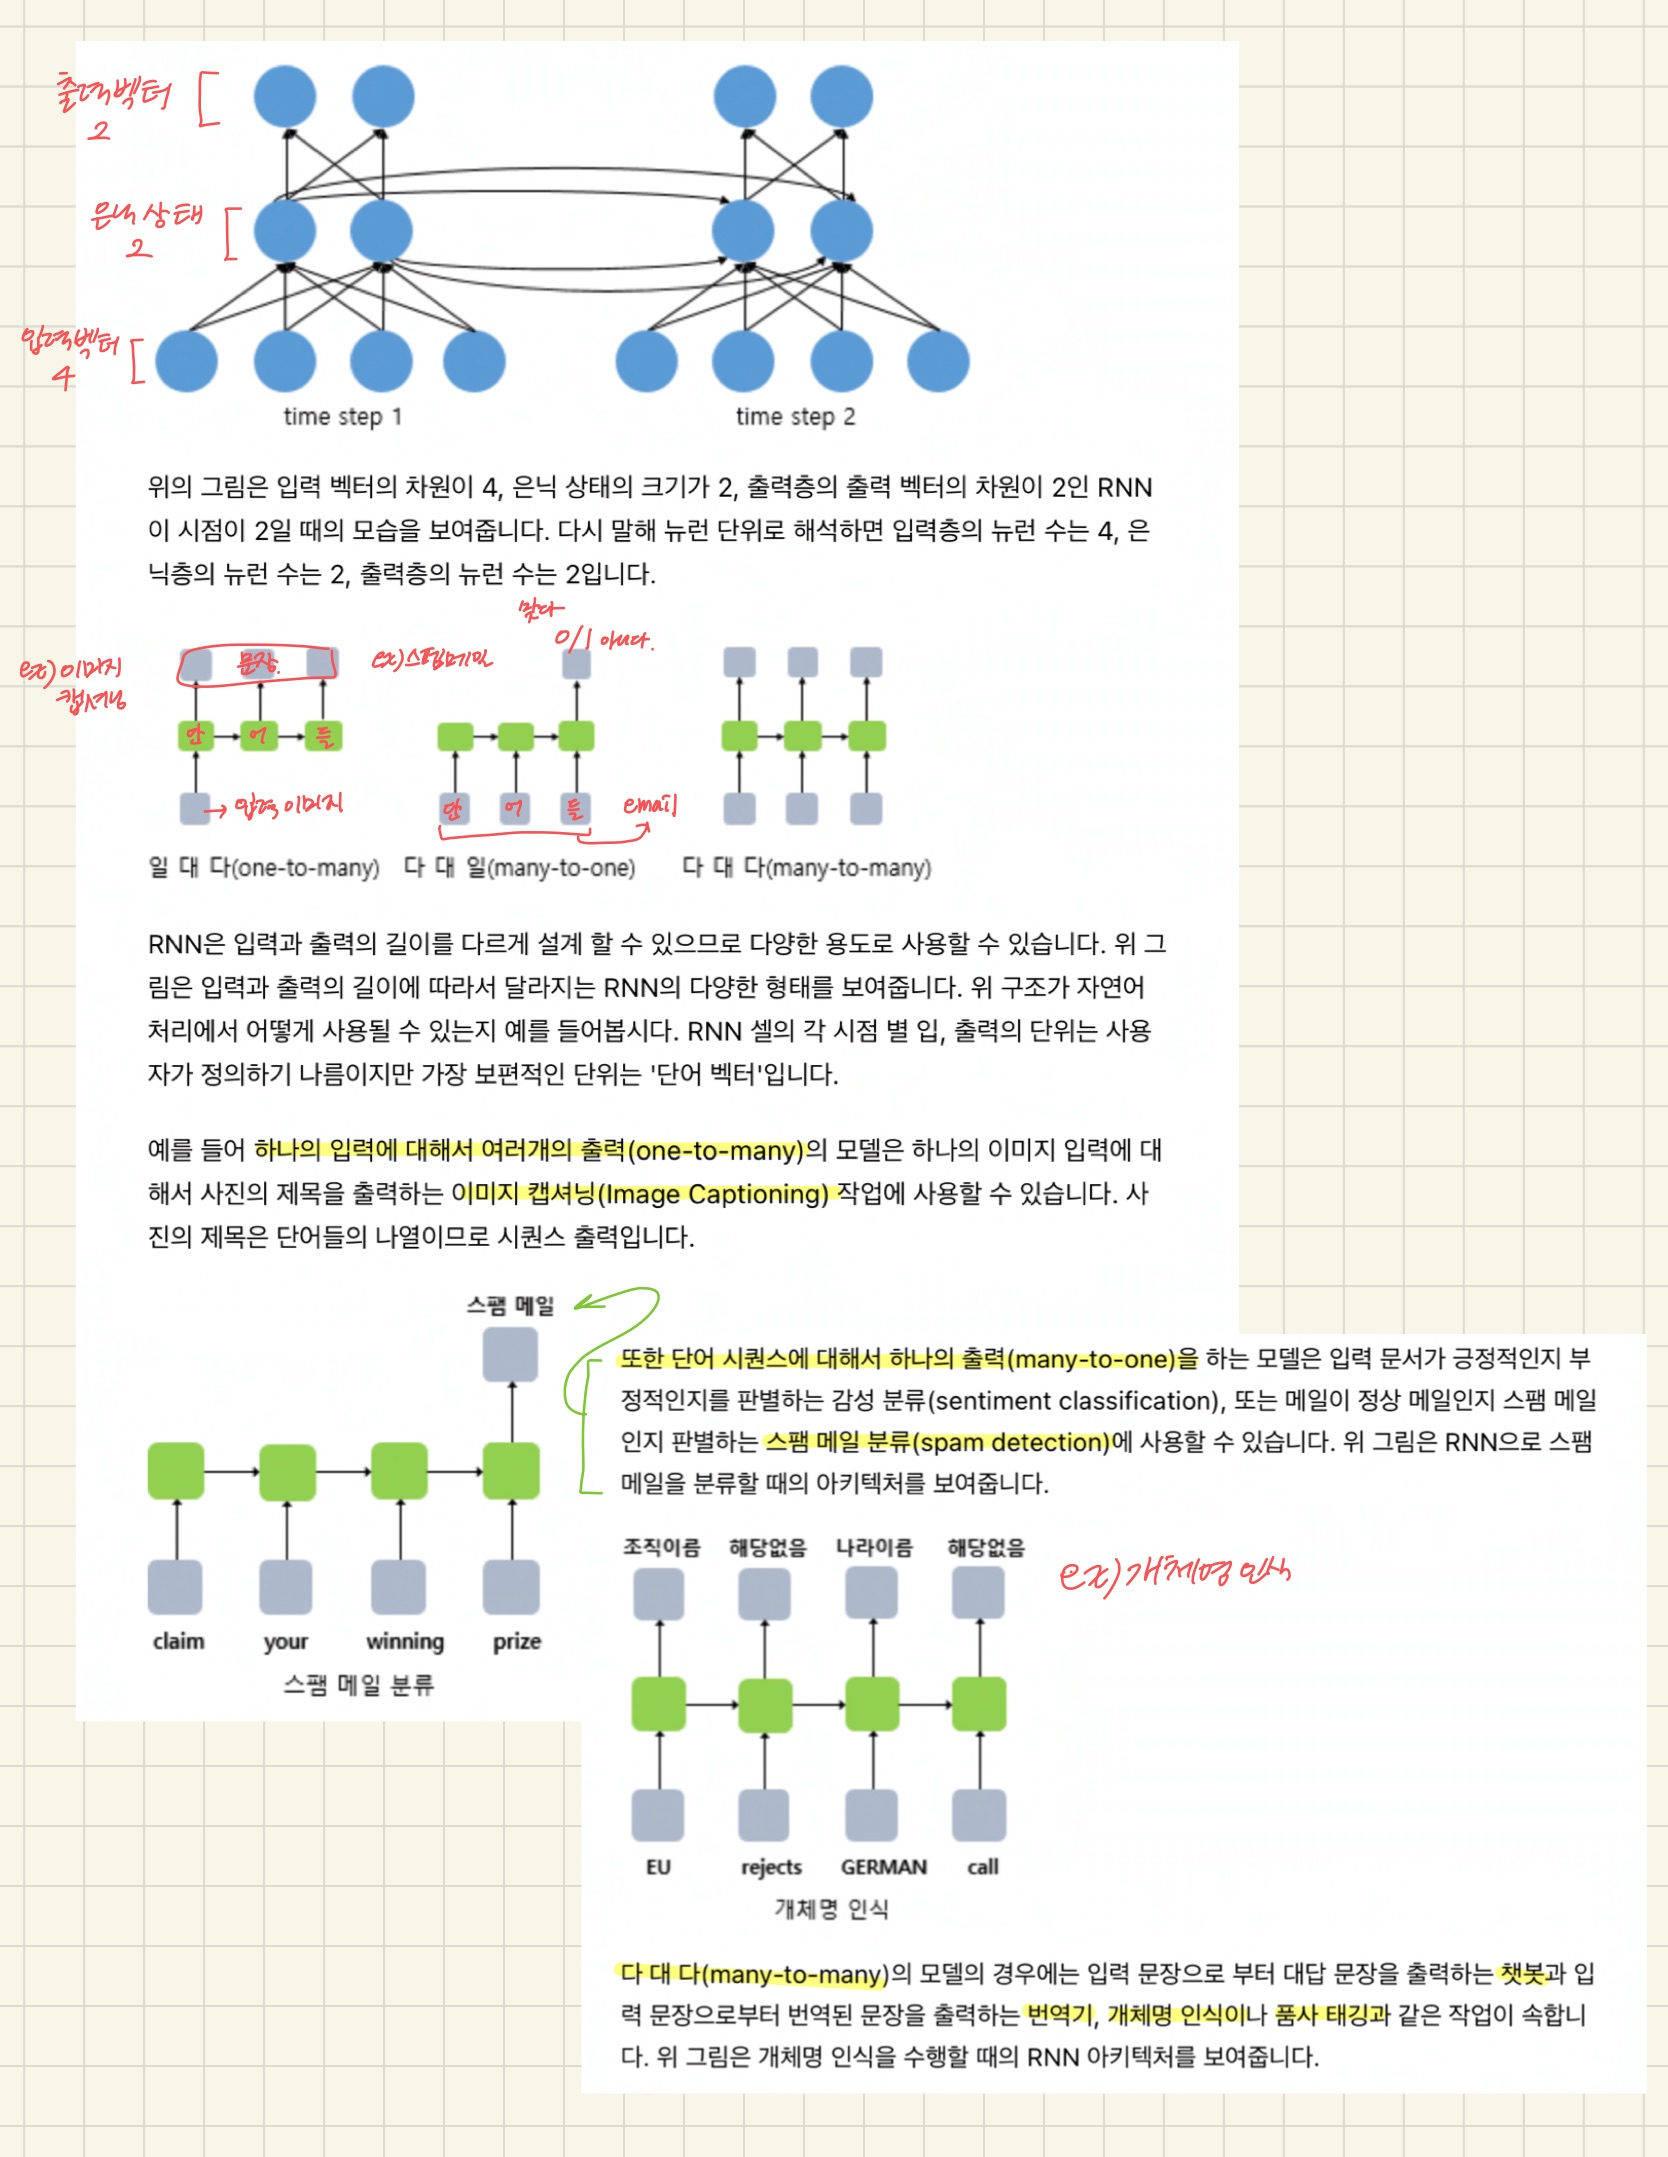 출력벡터
2
은닉상태
2
입력벡터
4
time step 1
time step 2
위의 그림은 입력 벡터의 차원이 4, 은닉 상태의 크기가 2, 출력층의 출력 벡터의 차원이 2인 RNN
이 시점이 2일 때의 모습을 보여줍니다. 다시 말해 뉴런 단위로 해석하면 입력층의 뉴런 수는 4, 은
닉층의 뉴런 수는 2, 출력층의 뉴런 수는 2입니다.
ex) 이미지
캡셔닝
문장.
단 어 들
→ 입력 이미지
ex) 스팸메일
맞다
0/1 아니다.
단 어 들
email
일 대 다(one-to-many)
다 대 일(many-to-one)
다 대 다(many-to-many)
RNN은 입력과 출력의 길이를 다르게 설계 할 수 있으므로 다양한 용도로 사용할 수 있습니다. 위 그
림은 입력과 출력의 길이에 따라서 달라지는 RNN의 다양한 형태를 보여줍니다. 위 구조가 자연어
처리에서 어떻게 사용될 수 있는지 예를 들어봅시다. RNN 셀의 각 시점 별 입, 출력의 단위는 사용
자가 정의하기 나름이지만 가장 보편적인 단위는 '단어 벡터'입니다.
예를 들어 하나의 입력에 대해서 여러개의 출력(one-to-many)의 모델은 하나의 이미지 입력에 대
해서 사진의 제목을 출력하는 이미지 캡셔닝(Image Captioning) 작업에 사용할 수 있습니다. 사
진의 제목은 단어들의 나열이므로 시퀀스 출력입니다.
스팸 메일
claim your winning prize
스팸 메일 분류
또한 단어 시퀀스에 대해서 하나의 출력(many-to-one)을 하는 모델은 입력 문서가 긍정적인지 부
정적인지를 판별하는 감성 분류(sentiment classification), 또는 메일이 정상 메일인지 스팸 메일
인지 판별하는 스팸 메일 분류(spam detection)에 사용할 수 있습니다. 위 그림은 RNN으로 스팸
메일을 분류할 때의 아키텍처를 보여줍니다.
조직이름 해당없음 나라이름 해당없음
ex) 개체명 인식
EU rejects GERMAN call
개체명 인식
다 대 다(many-to-many)의 모델의 경우에는 입력 문장으로 부터 대답 문장을 출력하는 챗봇과 입
력 문장으로부터 번역된 문장을 출력하는 번역기, 개체명 인식이나 품사 태깅과 같은 작업이 속합니
다. 위 그림은 개체명 인식을 수행할 때의 RNN 아키텍처를 보여줍니다.